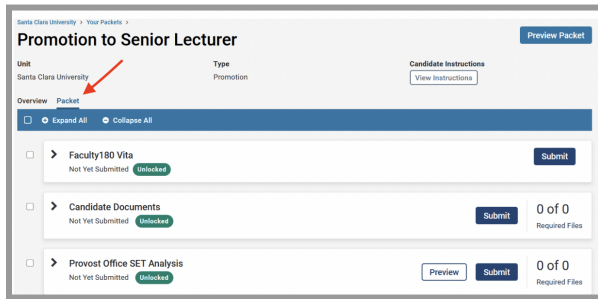 Santa Clara University > Your Packets >
Promotion to Senior Lecturer
Preview Packet
Unit
Type
Candidate Instructions
Santa Clara University
Promotion
View Instructions
Overview Packet
Expand All Collapse All
Faculty180 Vita
Submit
Not Yet Submitted Unlocked
Candidate Documents
Submit
0 of 0
Not Yet Submitted Unlocked
Required Files
Provost Office SET Analysis
Preview
Submit
0 of 0
Not Yet Submitted Unlocked
Required Files